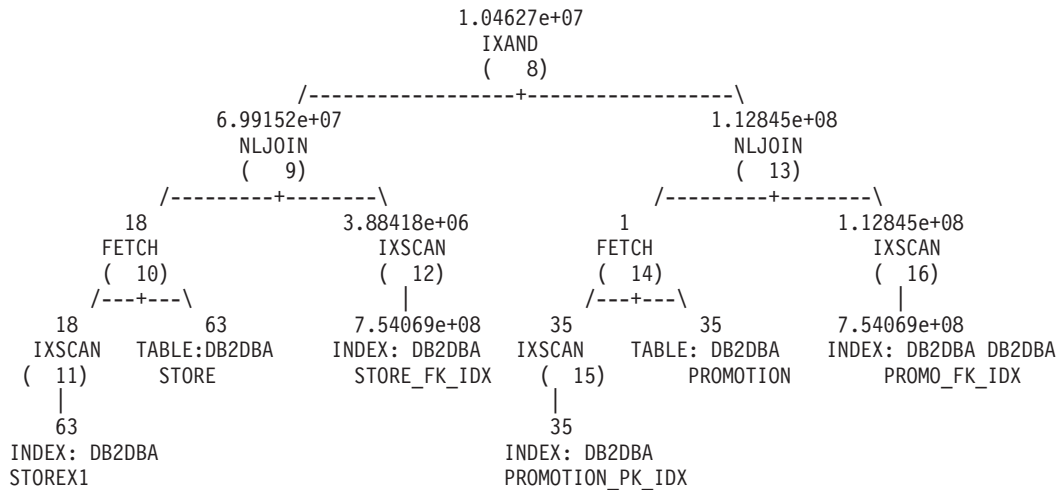 1.04627e+07
IXAND
( 8)
/------------------+------------------\
6.99152e+07 1.12845e+08
NLJOIN NLJOIN
( 9) ( 13)
/---------+--------\ /---------+--------\
18 3.88418e+06 1 1.12845e+08
FETCH IXSCAN FETCH IXSCAN
( 10) ( 12) ( 14) ( 16)
/---+---\ | /---+---\ |
18 63 7.54069e+08 35 35 7.54069e+08
IXSCAN TABLE:DB2DBA INDEX: DB2DBA IXSCAN TABLE: DB2DBA INDEX: DB2DBA DB2DBA
( 11) STORE STORE_FK_IDX ( 15) PROMOTION PROMO_FK_IDX
| |
63 35
INDEX: DB2DBA INDEX: DB2DBA
STOREX1 PROMOTION_PK_IDX